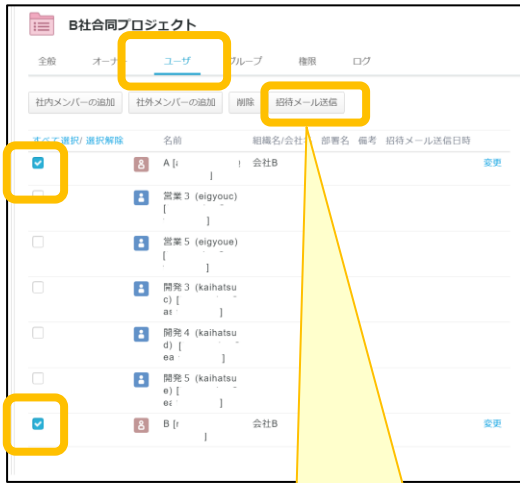 B社合同プロジェクト
全般 オーナー ユーザ グループ 権限 ログ
社内メンバーの追加 社外メンバーの追加 削除 招待メール送信
すべて選択/ 選択解除 名前 組織名/会社名 部署名 備考 招待メール送信日時
A [ ] 会社B 変更
営業3 (eigyouc)
[
]
営業5 (eigyoue)
[
]
開発3 (kaihatsu
c) [
]
開発4 (kaihatsu
d) [
]
開発5 (kaihatsu
e) [
]
B [ 会社B 変更
]